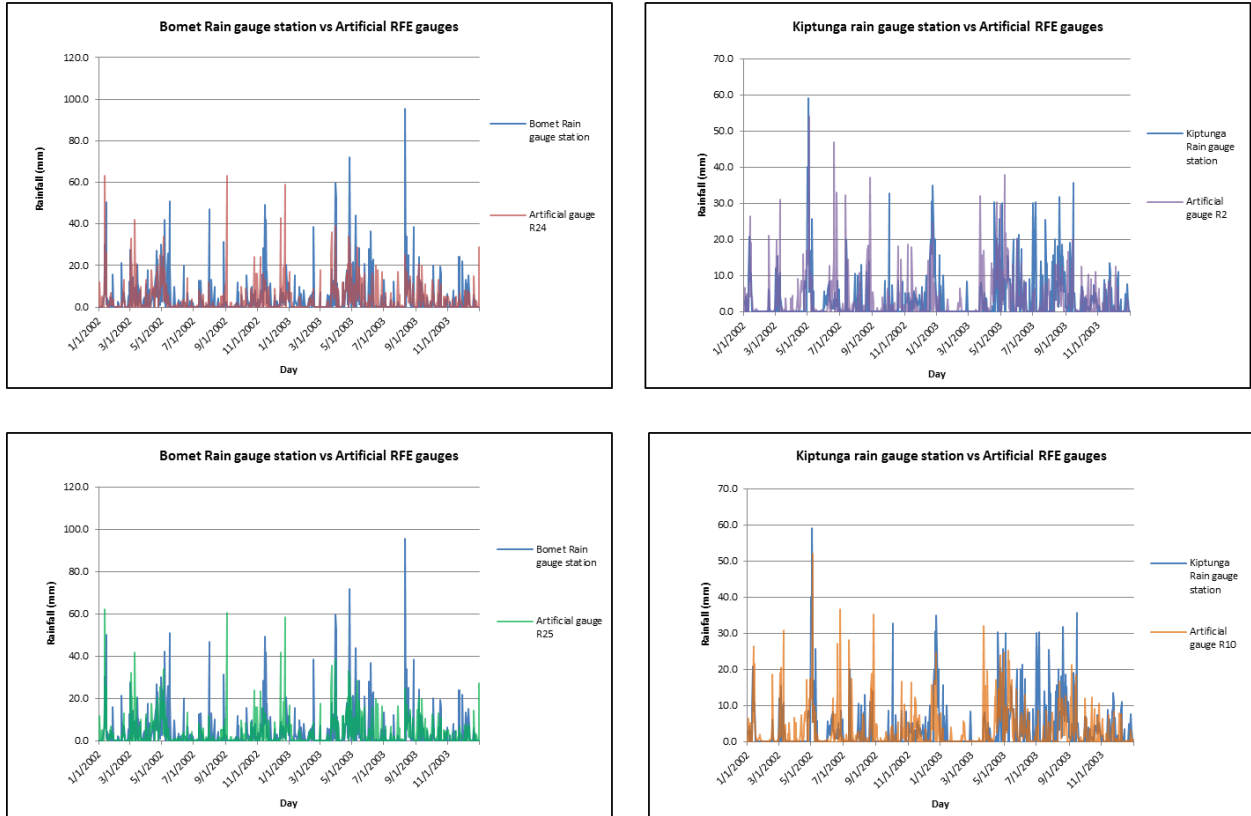 Bomet Rain gauge station vs Artificial RFE gauges
120.0
100.0
80.0
60.0
40.0
20.0
0.0
Rainfall (mm)
1/1/2002
3/1/2002
5/1/2002
7/1/2002
9/1/2002
11/1/2002
1/1/2003
3/1/2003
5/1/2003
7/1/2003
9/1/2003
11/1/2003
Day
Bomet Rain
gauge station
Artificial gauge
R24
Kiptunga rain gauge station vs Artificial RFE gauges
70.0
60.0
50.0
40.0
30.0
20.0
10.0
0.0
Rainfall (mm)
1/1/2002
3/1/2002
5/1/2002
7/1/2002
9/1/2002
11/1/2002
1/1/2003
3/1/2003
5/1/2003
7/1/2003
9/1/2003
11/1/2003
Day
Kiptunga
Rain gauge
station
Artificial
gauge R2
Bomet Rain gauge station vs Artificial RFE gauges
120.0
100.0
80.0
60.0
40.0
20.0
0.0
Rainfall (mm)
1/1/2002
3/1/2002
5/1/2002
7/1/2002
9/1/2002
11/1/2002
1/1/2003
3/1/2003
5/1/2003
7/1/2003
9/1/2003
11/1/2003
Day
Bomet Rain
gauge station
Artificial gauge
R25
Kiptunga rain gauge station vs Artificial RFE gauges
70.0
60.0
50.0
40.0
30.0
20.0
10.0
0.0
Rainfall (mm)
1/1/2002
3/1/2002
5/1/2002
7/1/2002
9/1/2002
11/1/2002
1/1/2003
3/1/2003
5/1/2003
7/1/2003
9/1/2003
11/1/2003
Day
Kiptunga
Rain gauge
station
Artificial
gauge R10